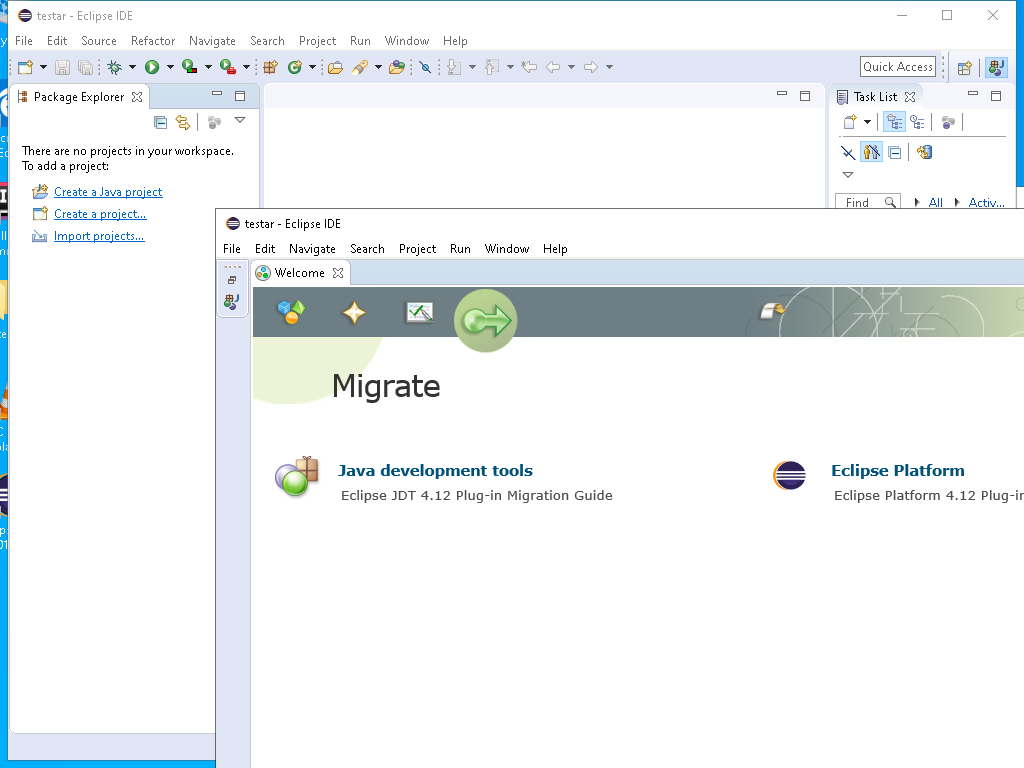 testar - Eclipse IDE
File Edit Source Refactor Navigate Search Project Run Window Help
Quick Access
Package Explorer
Task List
There are no projects in your workspace.
To add a project:
Create a Java project
Create a project...
Import projects...
Find All Activ...
testar - Eclipse IDE
File Edit Navigate Search Project Run Window Help
Welcome
Migrate
Java development tools
Eclipse JDT 4.12 Plug-in Migration Guide
Eclipse Platform
Eclipse Platform 4.12 Plug-in